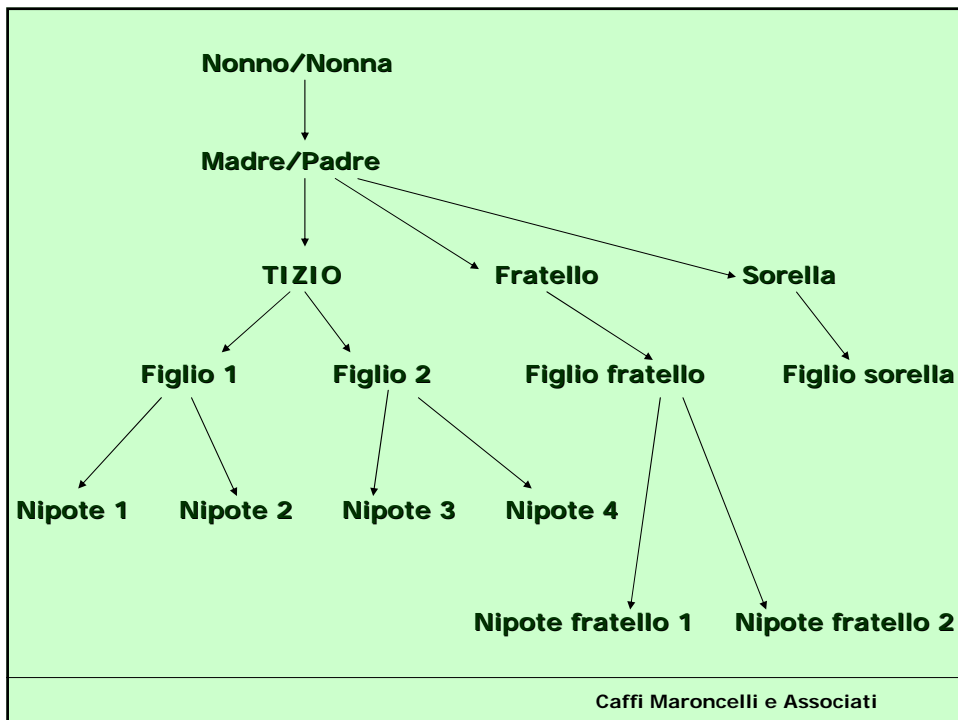 Nonno/Nonna
Madre/Padre
TIZIO Fratello Sorella
Figlio 1 Figlio 2 Figlio fratello Figlio sorella
Nipote 1 Nipote 2 Nipote 3 Nipote 4
Nipote fratello 1 Nipote fratello 2
Caffi Maroncelli e Associati